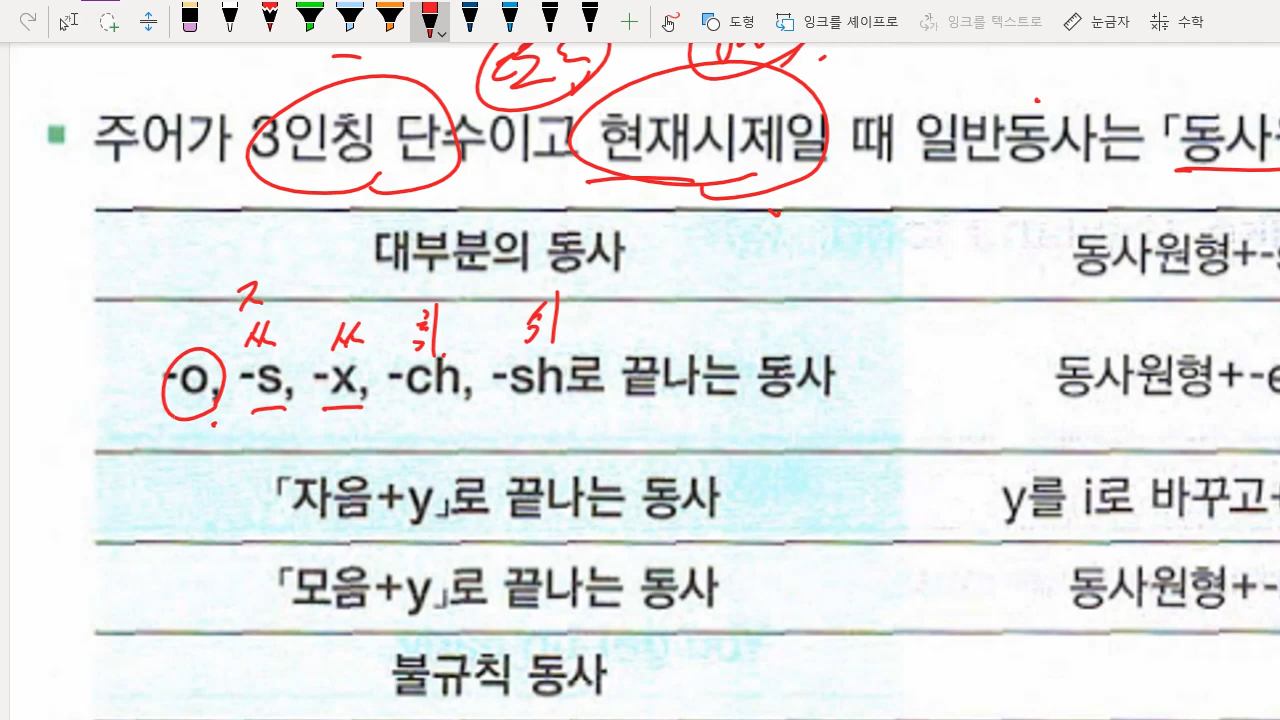 도형 잉크를 셰이프로 잉크를 텍스트로 눈금자 수학
주어가 3인칭 단수이고 현재시제일 때 일반동사는 「동사
대부분의 동사 동사원형+-s
ㅈ
ㅆ ㅆ 취 쉬
-o, -s, -x, -ch, -sh로 끝나는 동사 동사원형+-e
「자음+y」로 끝나는 동사 y를 i로 바꾸고
「모음+y」로 끝나는 동사 동사원형+-
불규칙 동사